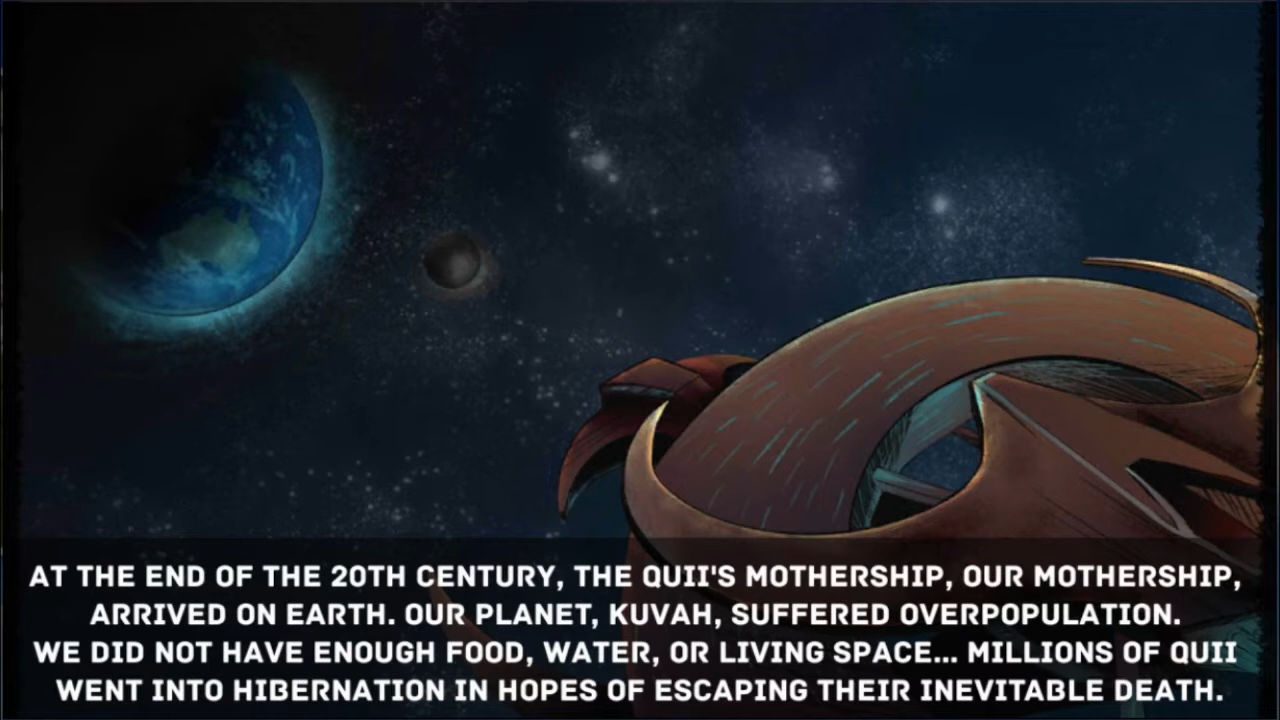 AT THE END OF THE 20TH CENTURY, THE QUII'S MOTHERSHIP, OUR MOTHERSHIP,
ARRIVED ON EARTH. OUR PLANET, KUVAH, SUFFERED OVERPOPULATION.
WE DID NOT HAVE ENOUGH FOOD, WATER, OR LIVING SPACE... MILLIONS OF QUII
WENT INTO HIBERNATION IN HOPES OF ESCAPING THEIR INEVITABLE DEATH.